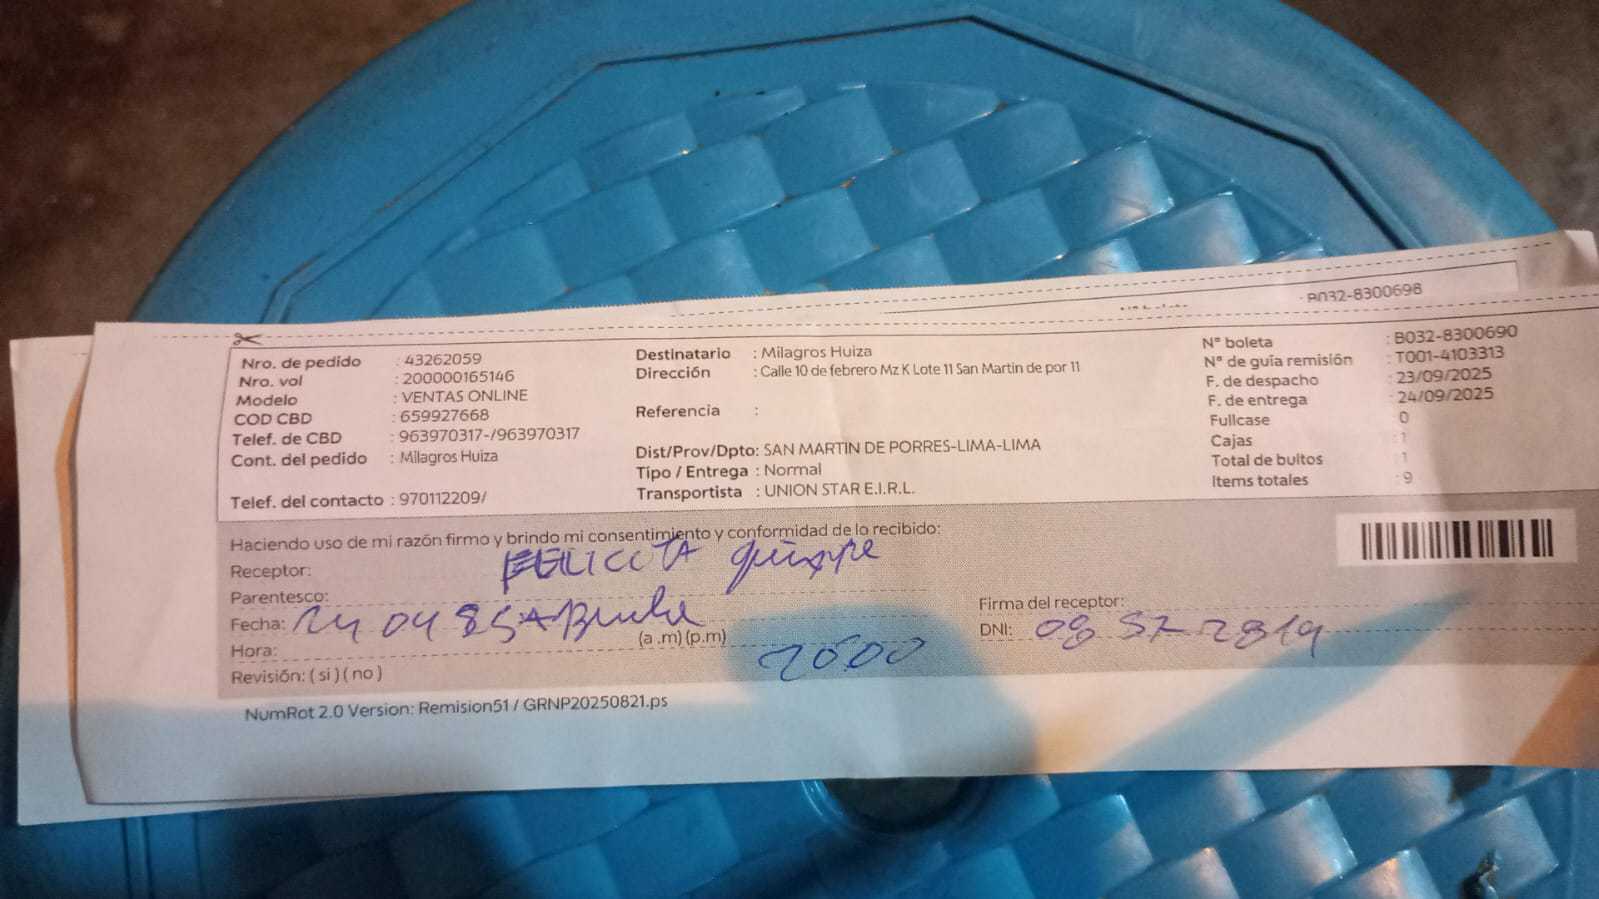 B032-8300698
Nro. de pedido : 43262059
Nro. vol : 200000165146
Modelo : VENTAS ONLINE
COD CBD : 659927668
Telef. de CBD : 963970317-/963970317
Cont. del pedido : Milagros Huiza
Telef. del contacto : 970112209/
Destinatario : Milagros Huiza
Dirección : Calle 10 de febrero Mz K Lote 11 San Martin de por 11
Referencia :
Dist/Prov/Dpto: SAN MARTIN DE PORRES-LIMA-LIMA
Tipo / Entrega : Normal
Transportista : UNION STAR E.I.R.L.
N° boleta : B032-8300690
N° de guía remisión : T001-4103313
F. de despacho : 23/09/2025
F. de entrega : 24/09/2025
Fullcase : 0
Cajas : 1
Total de bultos : 1
Items totales : 9
Haciendo uso de mi razón firmo y brindo mi consentimiento y conformidad de lo recibido:
Receptor: quispe
Parentesco:
Fecha:
Hora: (a .m) (p.m)
Revisión: ( si ) ( no )
Firma del receptor:
DNI:
NumRot 2.0 Version: Remision51 / GRNP20250821.ps